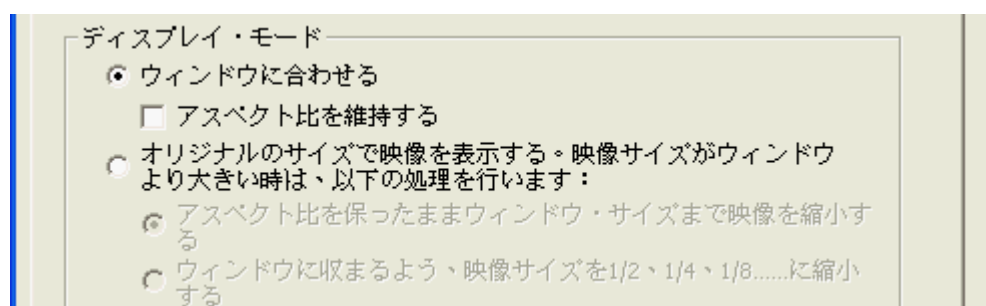 ディスプレイ・モード
ウィンドウに合わせる
アスペクト比を維持する
オリジナルのサイズで映像を表示する。映像サイズがウィンドウ
より大きい時は、以下の処理を行います：
アスペクト比を保ったままウィンドウ・サイズまで映像を縮小す
る
ウィンドウに収まるよう、映像サイズを1/2、1/4、1/8......に縮小
する